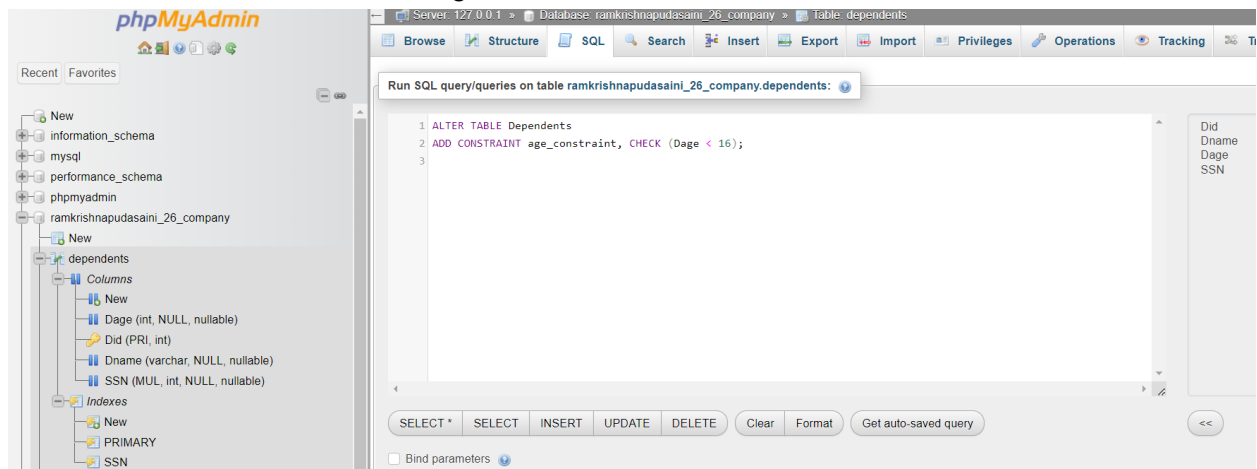 phpMyAdmin
Recent Favorites
New
information_schema
mysql
performance_schema
phpmyadmin
ramkrishnapudasaini_26_company
New
dependents
Columns
New
Dage (int, NULL, nullable)
Did (PRI, int)
Dname (varchar, NULL, nullable)
SSN (MUL, int, NULL, nullable)
Indexes
New
PRIMARY
SSN
Server: 127.0.0.1 » Database: ramkrishnapudasaini_26_company » Table: dependents
Browse Structure SQL Search Insert Export Import Privileges Operations Tracking
Run SQL query/queries on table ramkrishnapudasaini_26_company.dependents:
1 ALTER TABLE Dependents
2 ADD CONSTRAINT age_constraint, CHECK (Dage < 16);
3
Did
Dname
Dage
SSN
SELECT * SELECT INSERT UPDATE DELETE Clear Format Get auto-saved query <<
Bind parameters